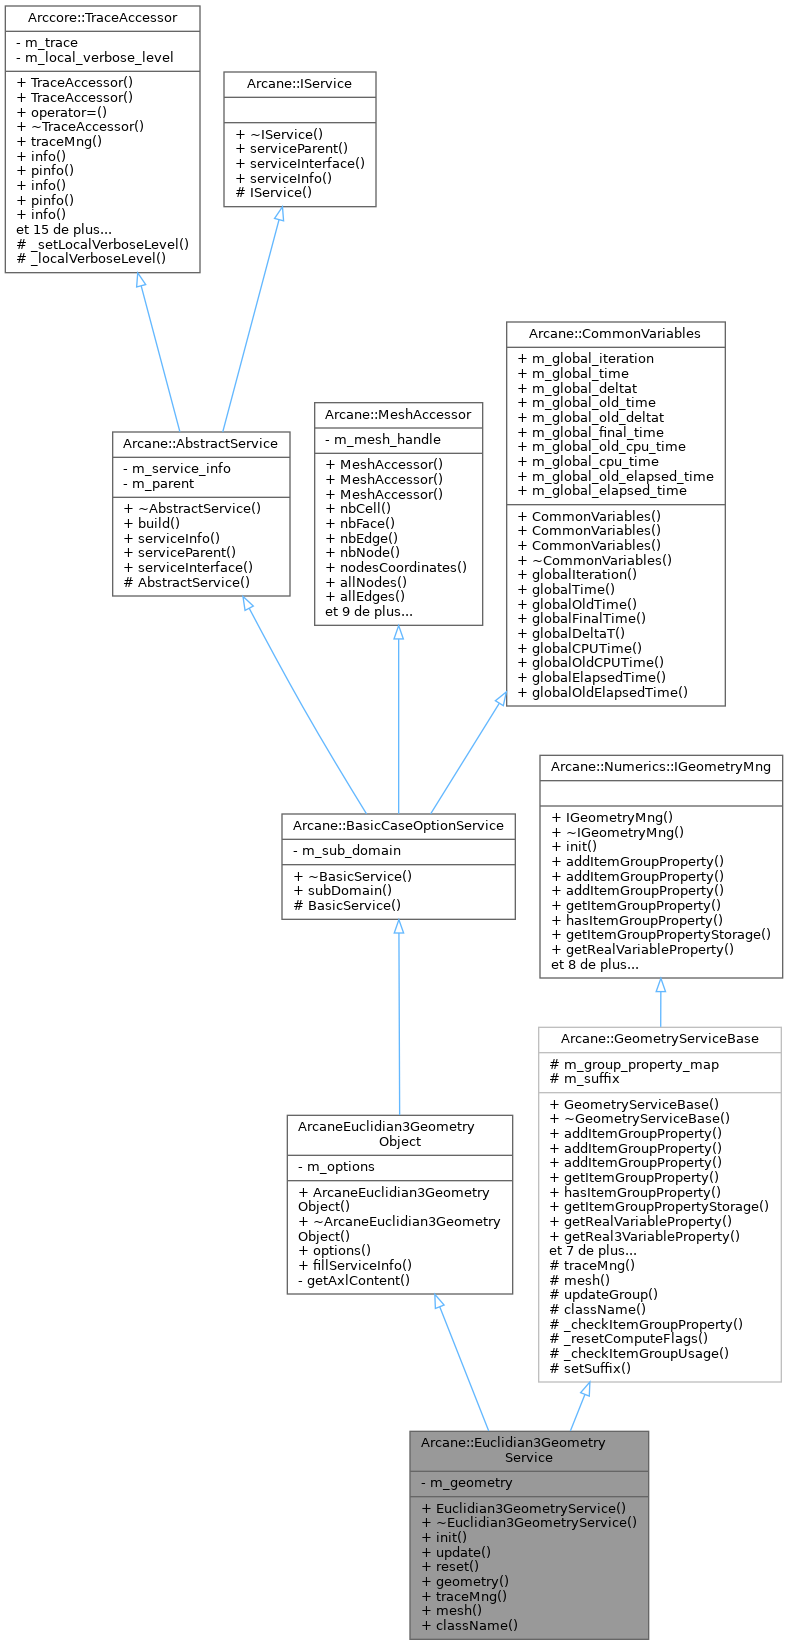 Arccore::TraceAccessor
- m_trace
- m_local_verbose_level
+ TraceAccessor()
+ TraceAccessor()
+ operator=()
+ ~TraceAccessor()
+ traceMng()
+ info()
+ pinfo()
+ info()
+ pinfo()
+ info()
et 15 de plus...
# _setLocalVerboseLevel()
# _localVerboseLevel()
Arcane::IService
+ ~IService()
+ serviceParent()
+ serviceInterface()
+ serviceInfo()
# IService()
Arcane::CommonVariables
+ m_global_iteration
+ m_global_time
+ m_global_deltat
+ m_global_old_time
+ m_global_old_deltat
+ m_global_final_time
+ m_global_old_cpu_time
+ m_global_cpu_time
+ m_global_old_elapsed_time
+ m_global_elapsed_time
+ CommonVariables()
+ CommonVariables()
+ CommonVariables()
+ ~CommonVariables()
+ globalIteration()
+ globalTime()
+ globalOldTime()
+ globalFinalTime()
+ globalDeltaT()
+ globalCPUTime()
+ globalOldCPUTime()
+ globalElapsedTime()
+ globalOldElapsedTime()
Arcane::MeshAccessor
- m_mesh_handle
+ MeshAccessor()
+ MeshAccessor()
+ MeshAccessor()
+ nbCell()
+ nbFace()
+ nbEdge()
+ nbNode()
+ nodesCoordinates()
+ allNodes()
+ allEdges()
et 9 de plus...
Arcane::AbstractService
- m_service_info
- m_parent
+ ~AbstractService()
+ build()
+ serviceInfo()
+ serviceParent()
+ serviceInterface()
# AbstractService()
Arcane::Numerics::IGeometryMng
+ IGeometryMng()
+ ~IGeometryMng()
+ init()
+ addItemGroupProperty()
+ addItemGroupProperty()
+ addItemGroupProperty()
+ getItemGroupProperty()
+ hasItemGroupProperty()
+ getItemGroupPropertyStorage()
+ getRealVariableProperty()
et 8 de plus...
Arcane::BasicCaseOptionService
- m_sub_domain
+ ~BasicService()
+ subDomain()
# BasicService()
Arcane::GeometryServiceBase
# m_group_property_map
# m_suffix
+ GeometryServiceBase()
+ ~GeometryServiceBase()
+ addItemGroupProperty()
+ addItemGroupProperty()
+ addItemGroupProperty()
+ getItemGroupProperty()
+ hasItemGroupProperty()
+ getItemGroupPropertyStorage()
+ getRealVariableProperty()
+ getReal3VariableProperty()
et 7 de plus...
# traceMng()
# mesh()
# updateGroup()
# className()
# _checkItemGroupProperty()
# _resetComputeFlags()
# _checkItemGroupUsage()
# setSuffix()
ArcaneEuclidian3Geometry
Object
- m_options
+ ArcaneEuclidian3Geometry
Object()
+ ~ArcaneEuclidian3Geometry
Object()
+ options()
+ fillServiceInfo()
- getAxlContent()
Arcane::Euclidian3Geometry
Service
- m_geometry
+ Euclidian3GeometryService()
+ ~Euclidian3GeometryService()
+ init()
+ update()
+ reset()
+ geometry()
+ traceMng()
+ mesh()
+ className()